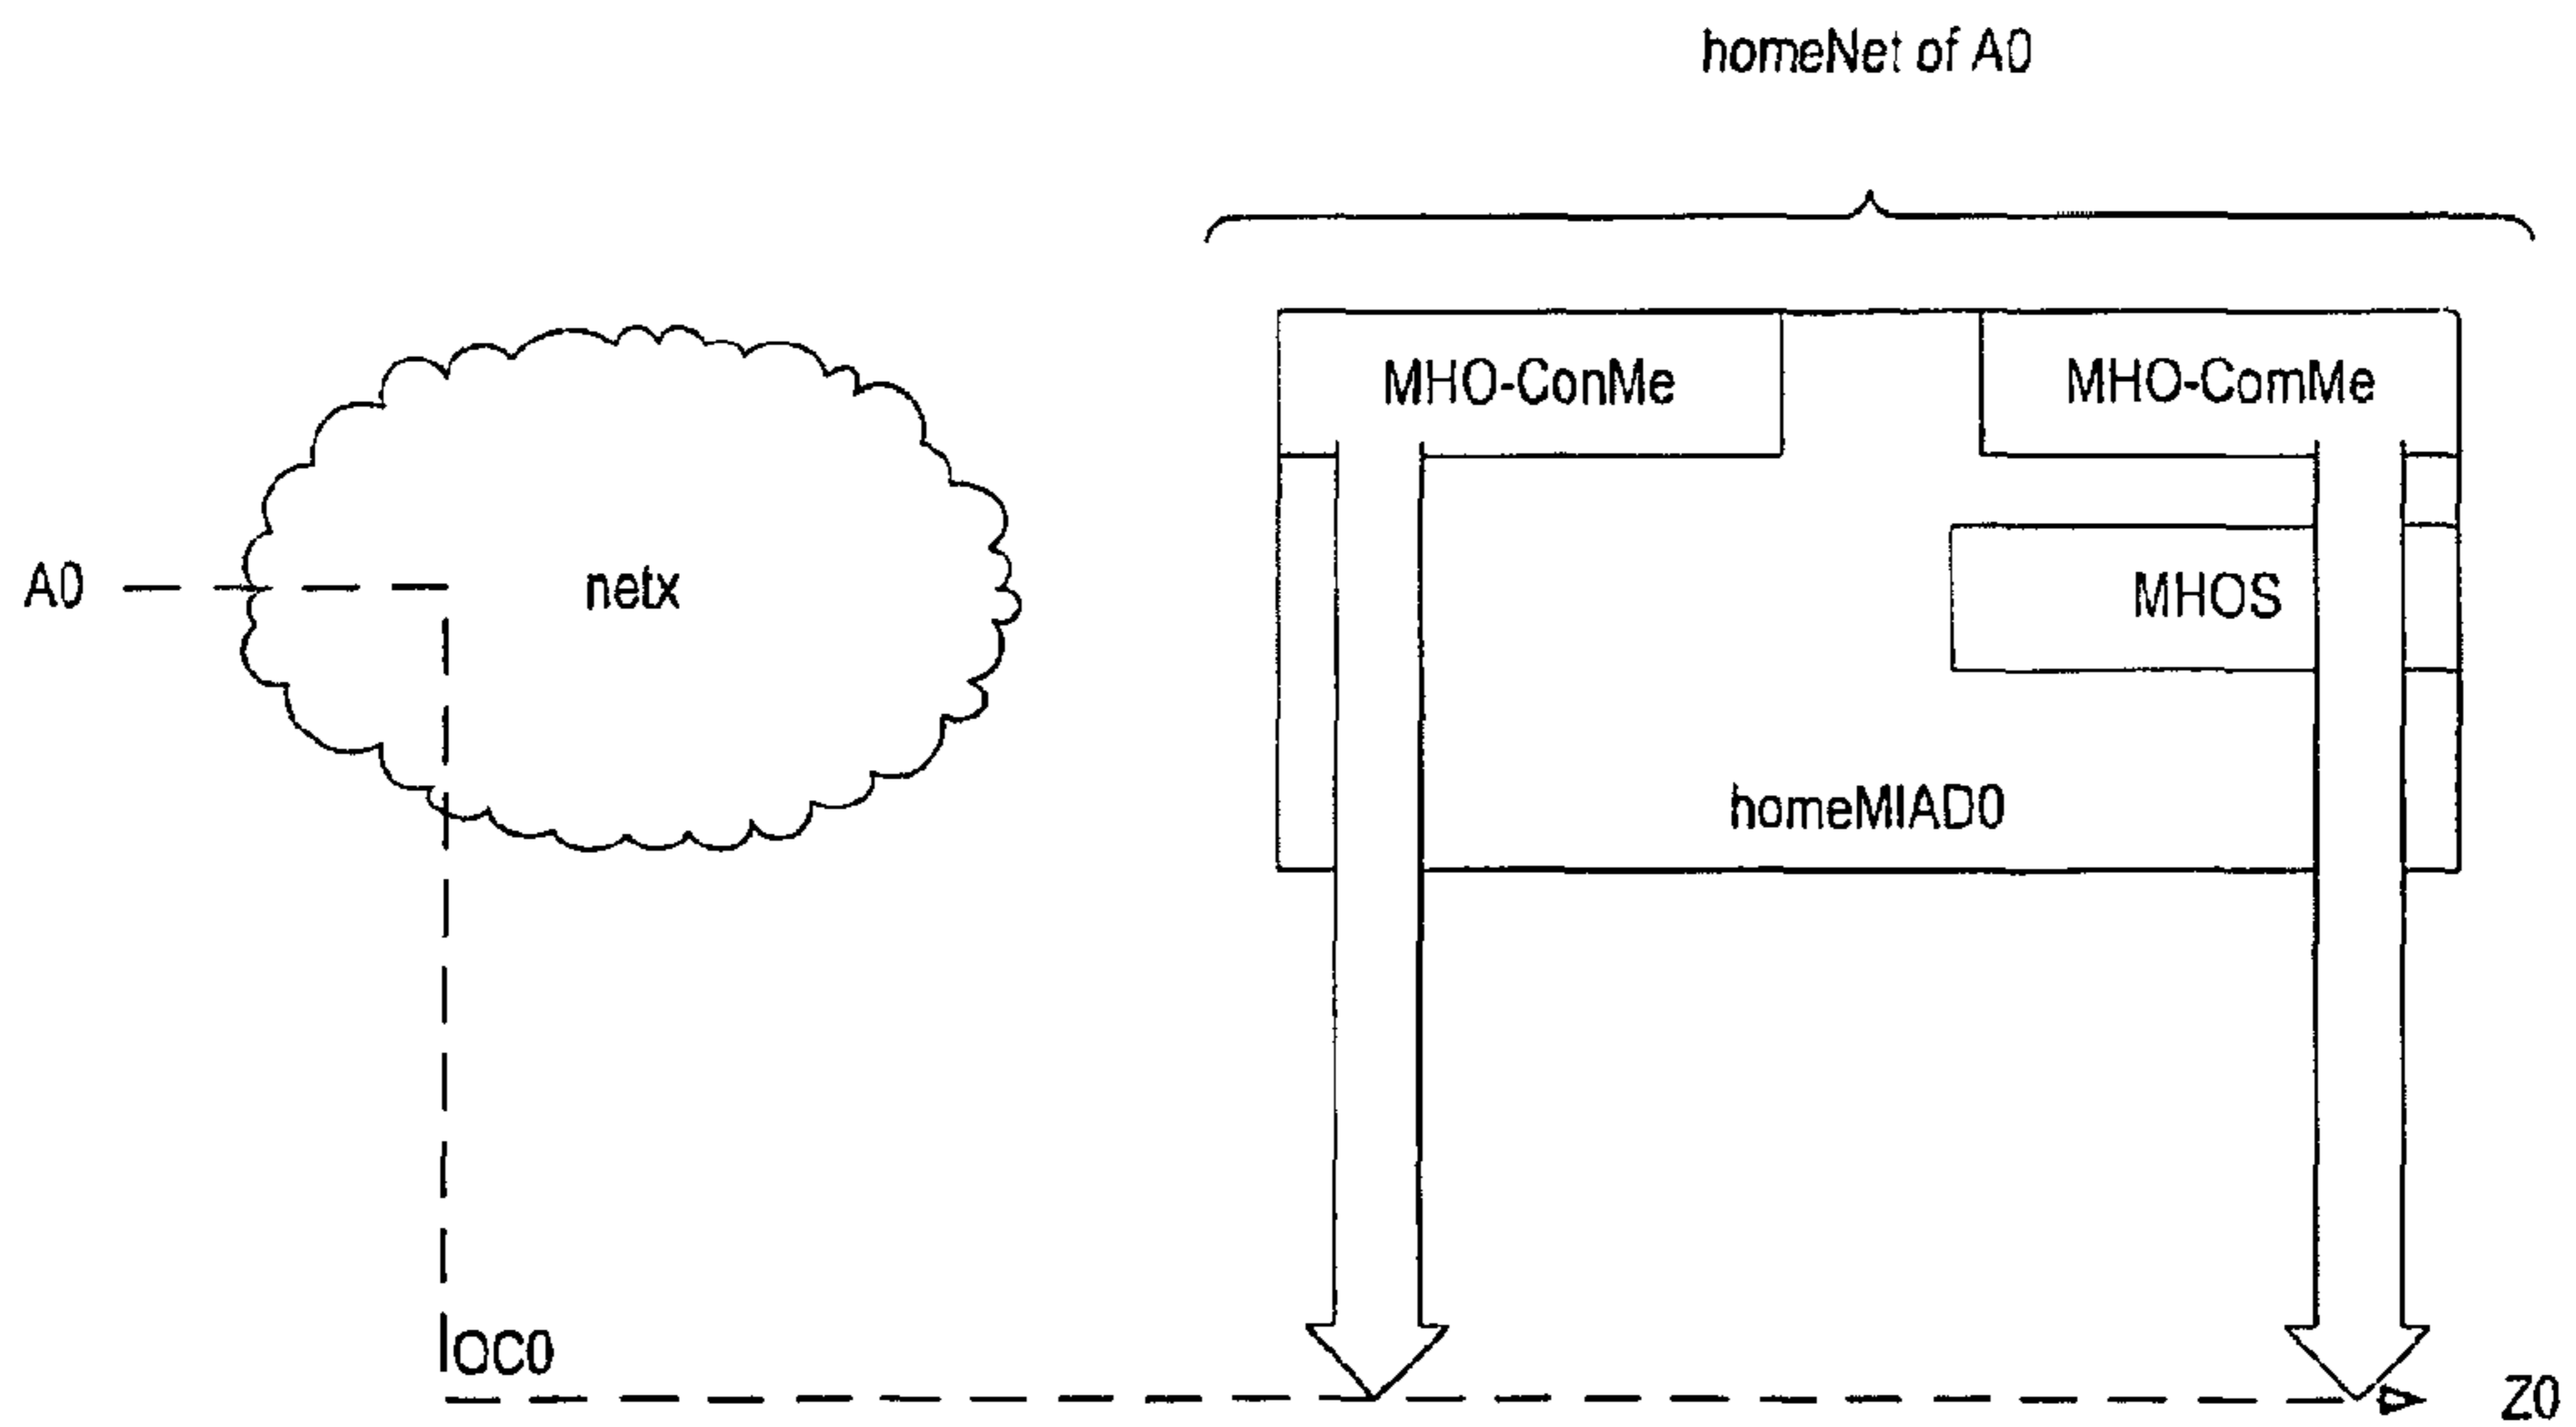 homeNet of A0
MHO-ConMe
MHO-ComMe
A0
netx
MHOS
homeMIAD0
loc0
Z0